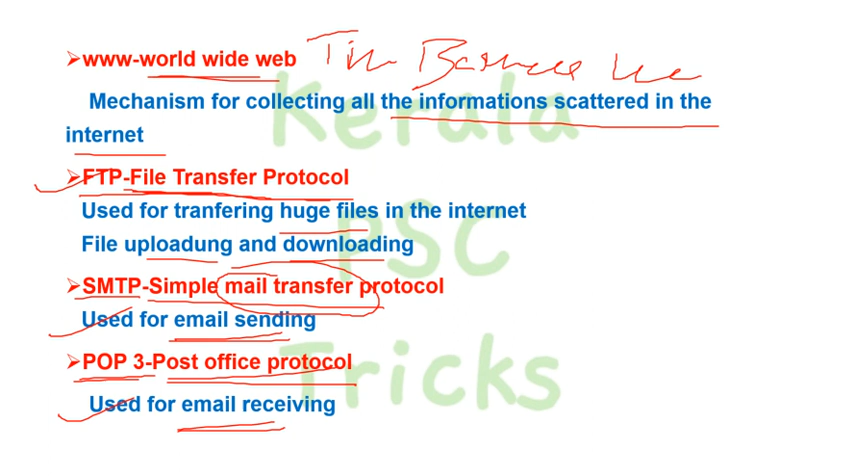 ➢www-world wide web Tim
Mechanism for collecting all the informations scattered in the
internet
➢FTP-File Transfer Protocol
Used for tranfering huge files in the internet
File uploadung and downloading
➢SMTP-Simple mail transfer protocol
Used for email sending
➢POP 3-Post office protocol
Used for email receiving
Kerala
PSC
Tricks